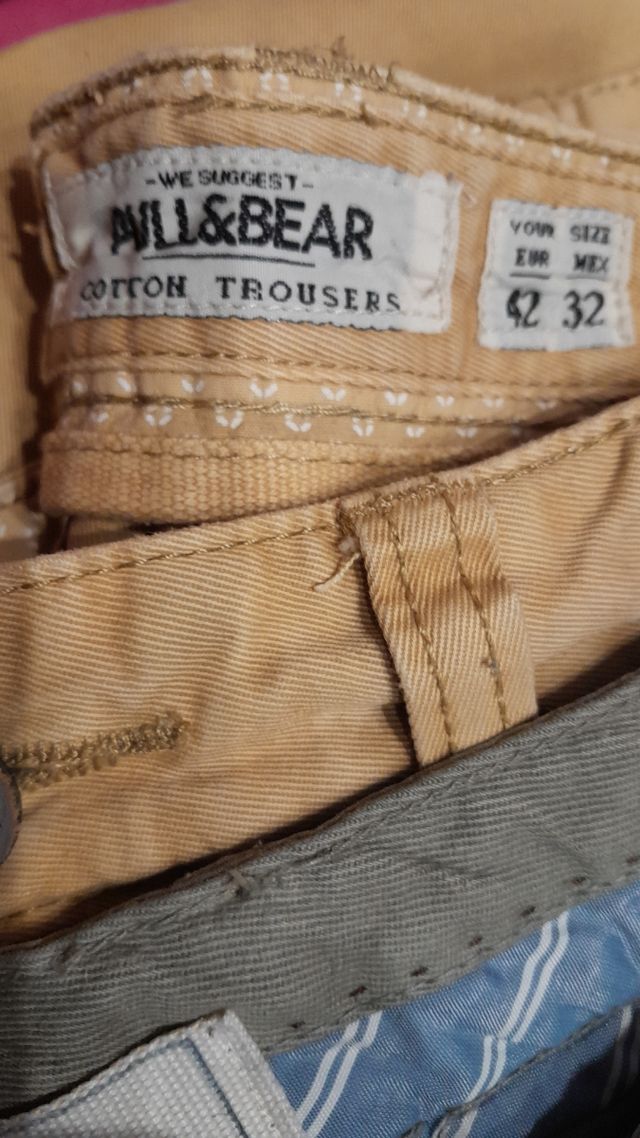 -WE SUGGEST-
PULL&BEAR
COTTON TROUSERS
YOUR SIZE
EUR MEX
42 32